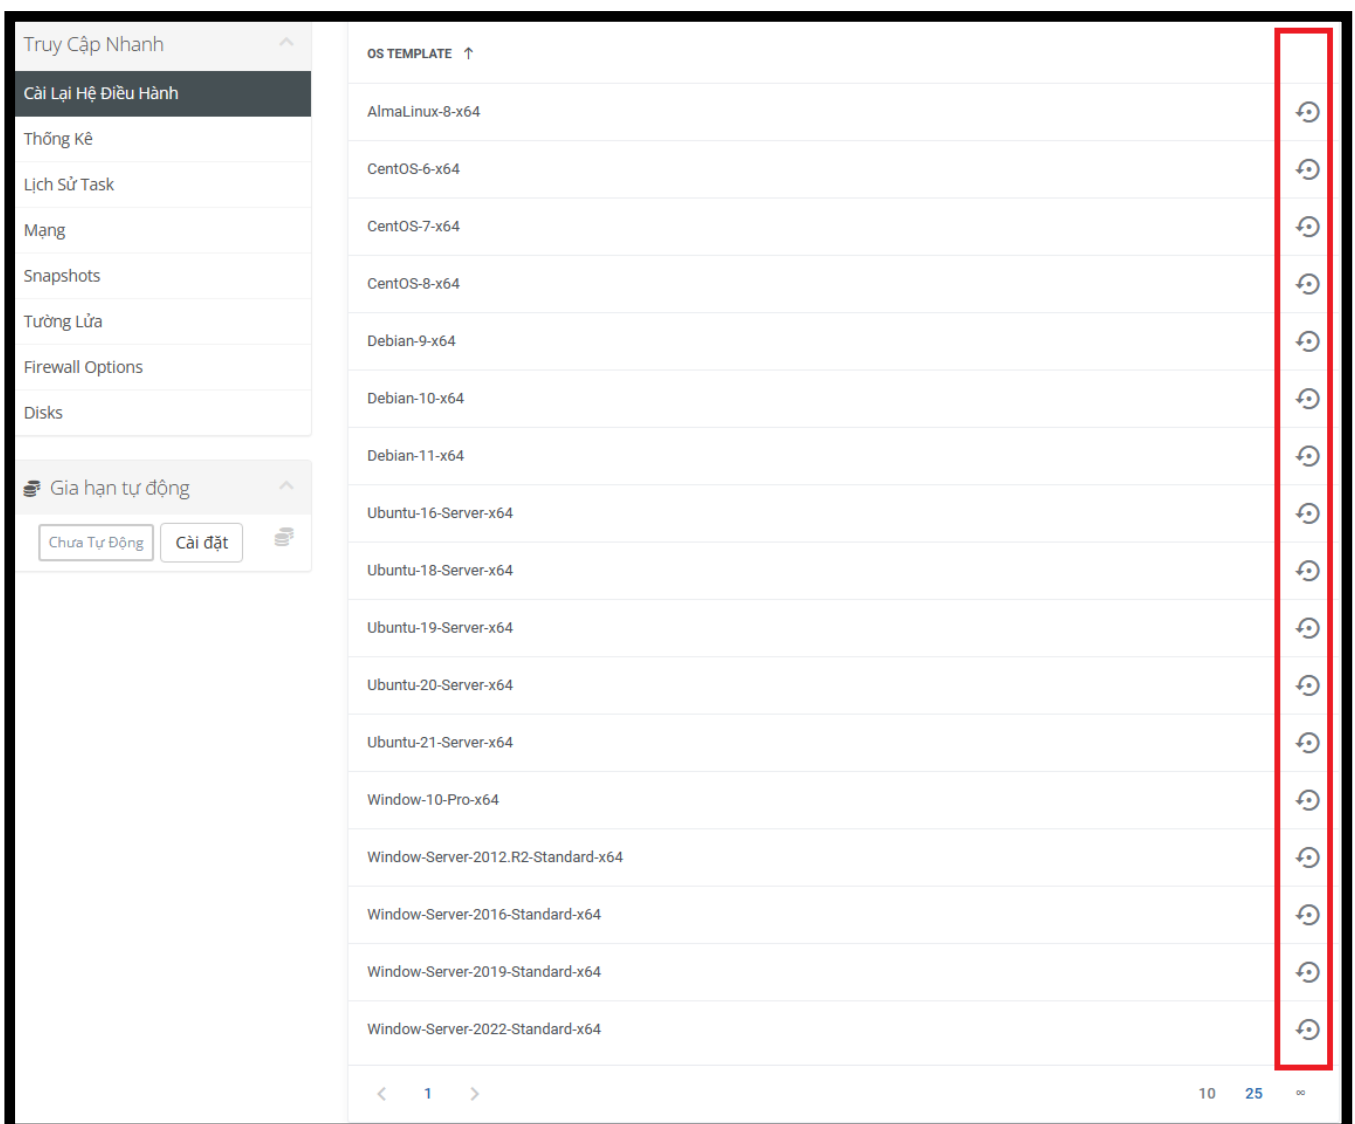 Truy Cập Nhanh
Cài Lại Hệ Điều Hành
Thống Kê
Lịch Sử Task
Mạng
Snapshots
Tường Lửa
Firewall Options
Disks
Gia hạn tự động
Chưa Tự Động Cài đặt
OS TEMPLATE ↑
AlmaLinux-8-x64
CentOS-6-x64
CentOS-7-x64
CentOS-8-x64
Debian-9-x64
Debian-10-x64
Debian-11-x64
Ubuntu-16-Server-x64
Ubuntu-18-Server-x64
Ubuntu-19-Server-x64
Ubuntu-20-Server-x64
Ubuntu-21-Server-x64
Window-10-Pro-x64
Window-Server-2012.R2-Standard-x64
Window-Server-2016-Standard-x64
Window-Server-2019-Standard-x64
Window-Server-2022-Standard-x64
< 1 > 10 25 ∞